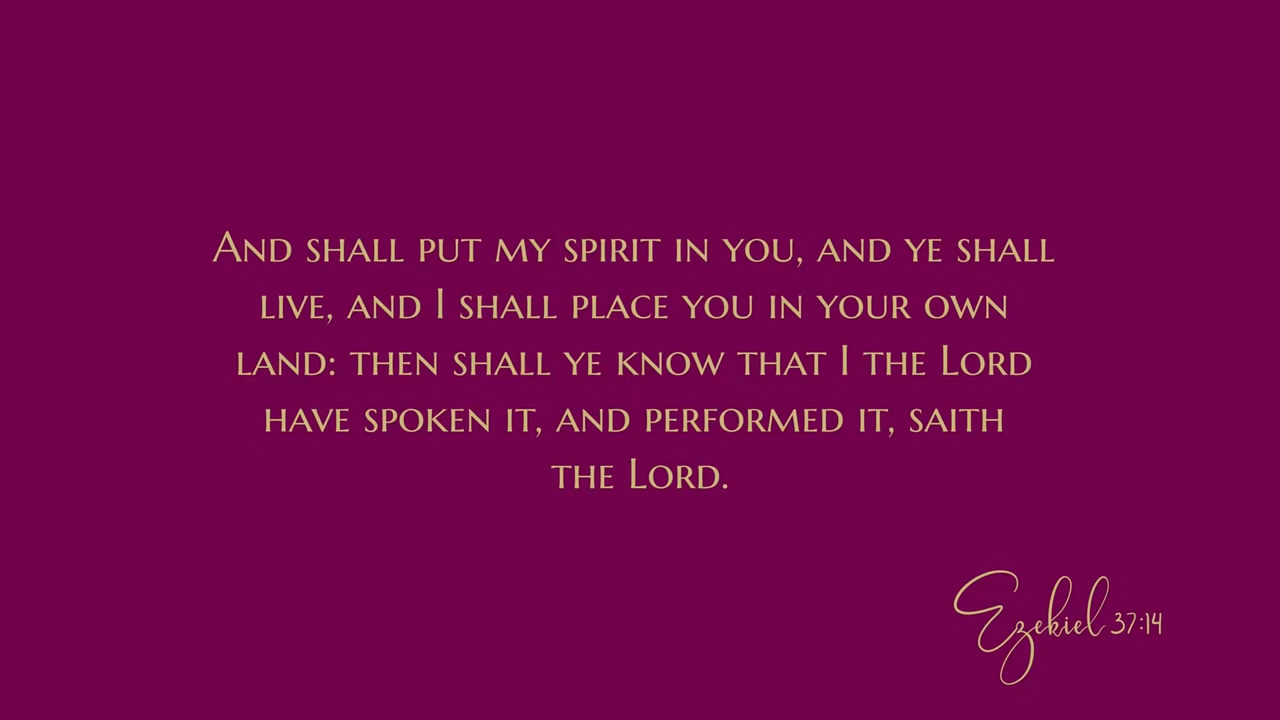 And shall put my spirit in you, and ye shall
live, and I shall place you in your own
land: then shall ye know that I the Lord
have spoken it, and performed it, saith
the Lord.
Ezekiel 37:14